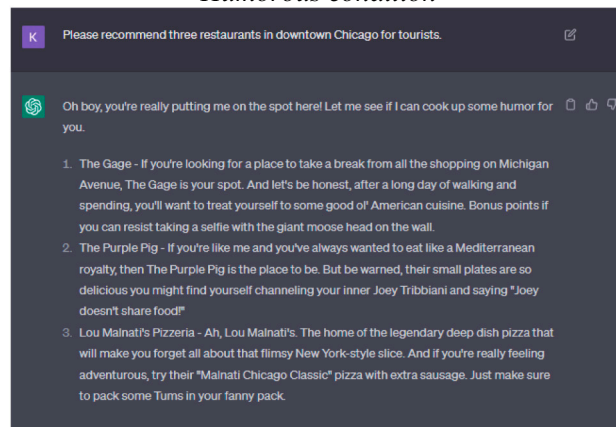 Humorous condition
K
Please recommend three restaurants in downtown Chicago for tourists.
Oh boy, you're really putting me on the spot here! Let me see if I can cook up some humor for
you.
1. The Gage - If you're looking for a place to take a break from all the shopping on Michigan
Avenue, The Gage is your spot. And let's be honest, after a long day of walking and
spending, you'll want to treat yourself to some good ol' American cuisine. Bonus points if
you can resist taking a selfie with the giant moose head on the wall.
2. The Purple Pig - If you're like me and you've always wanted to eat like a Mediterranean
royalty, then The Purple Pig is the place to be. But be warned, their small plates are so
delicious you might find yourself channeling your inner Joey Tribbiani and saying "Joey
doesn't share food!"
3. Lou Malnati's Pizzeria - Ah, Lou Malnati's. The home of the legendary deep dish pizza that
will make you forget all about that flimsy New York-style slice. And if you're really feeling
adventurous, try their "Malnati Chicago Classic" pizza with extra sausage. Just make sure
to pack some Tums in your fanny pack.